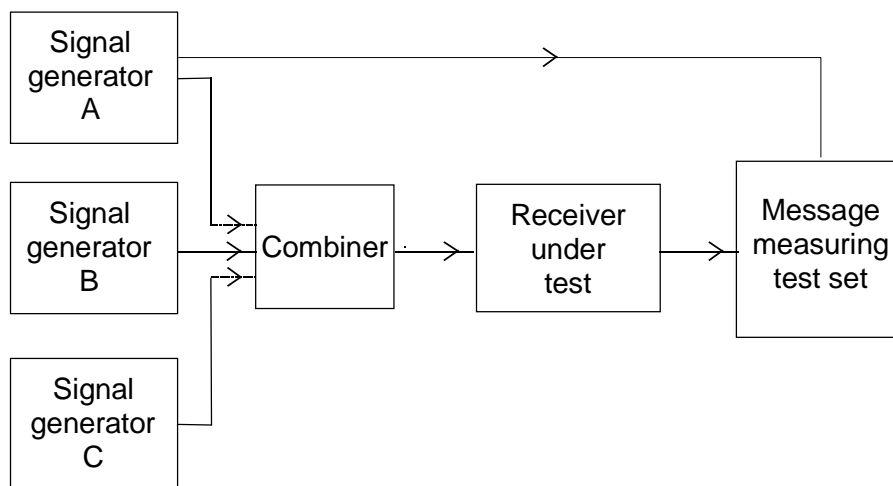 Signal
generator
A
Signal
generator
B
Signal
generator
C
Combiner
Receiver
under
test
Message
measuring
test set